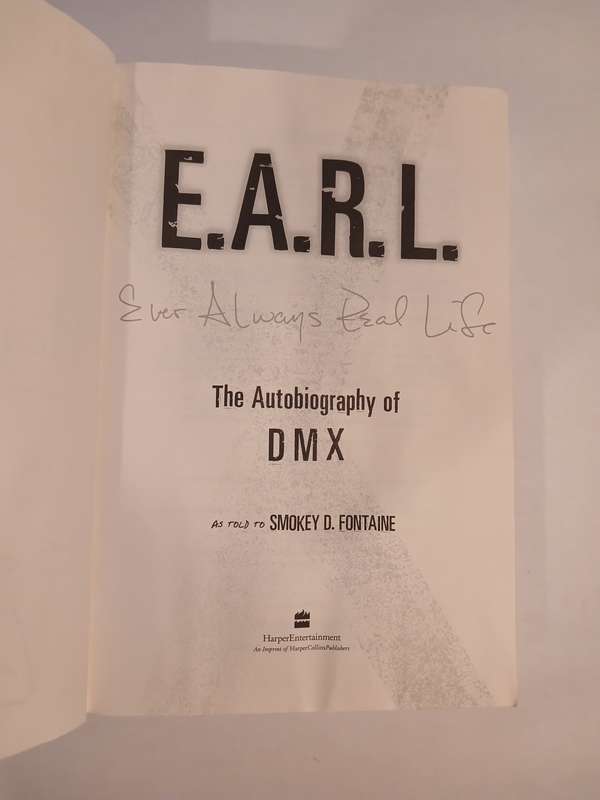 E.A.R.L.
Ever Always Real Life
The Autobiography of
DMX
AS TOLD TO SMOKEY D. FONTAINE
HarperEntertainment
An Imprint of HarperCollinsPublishers